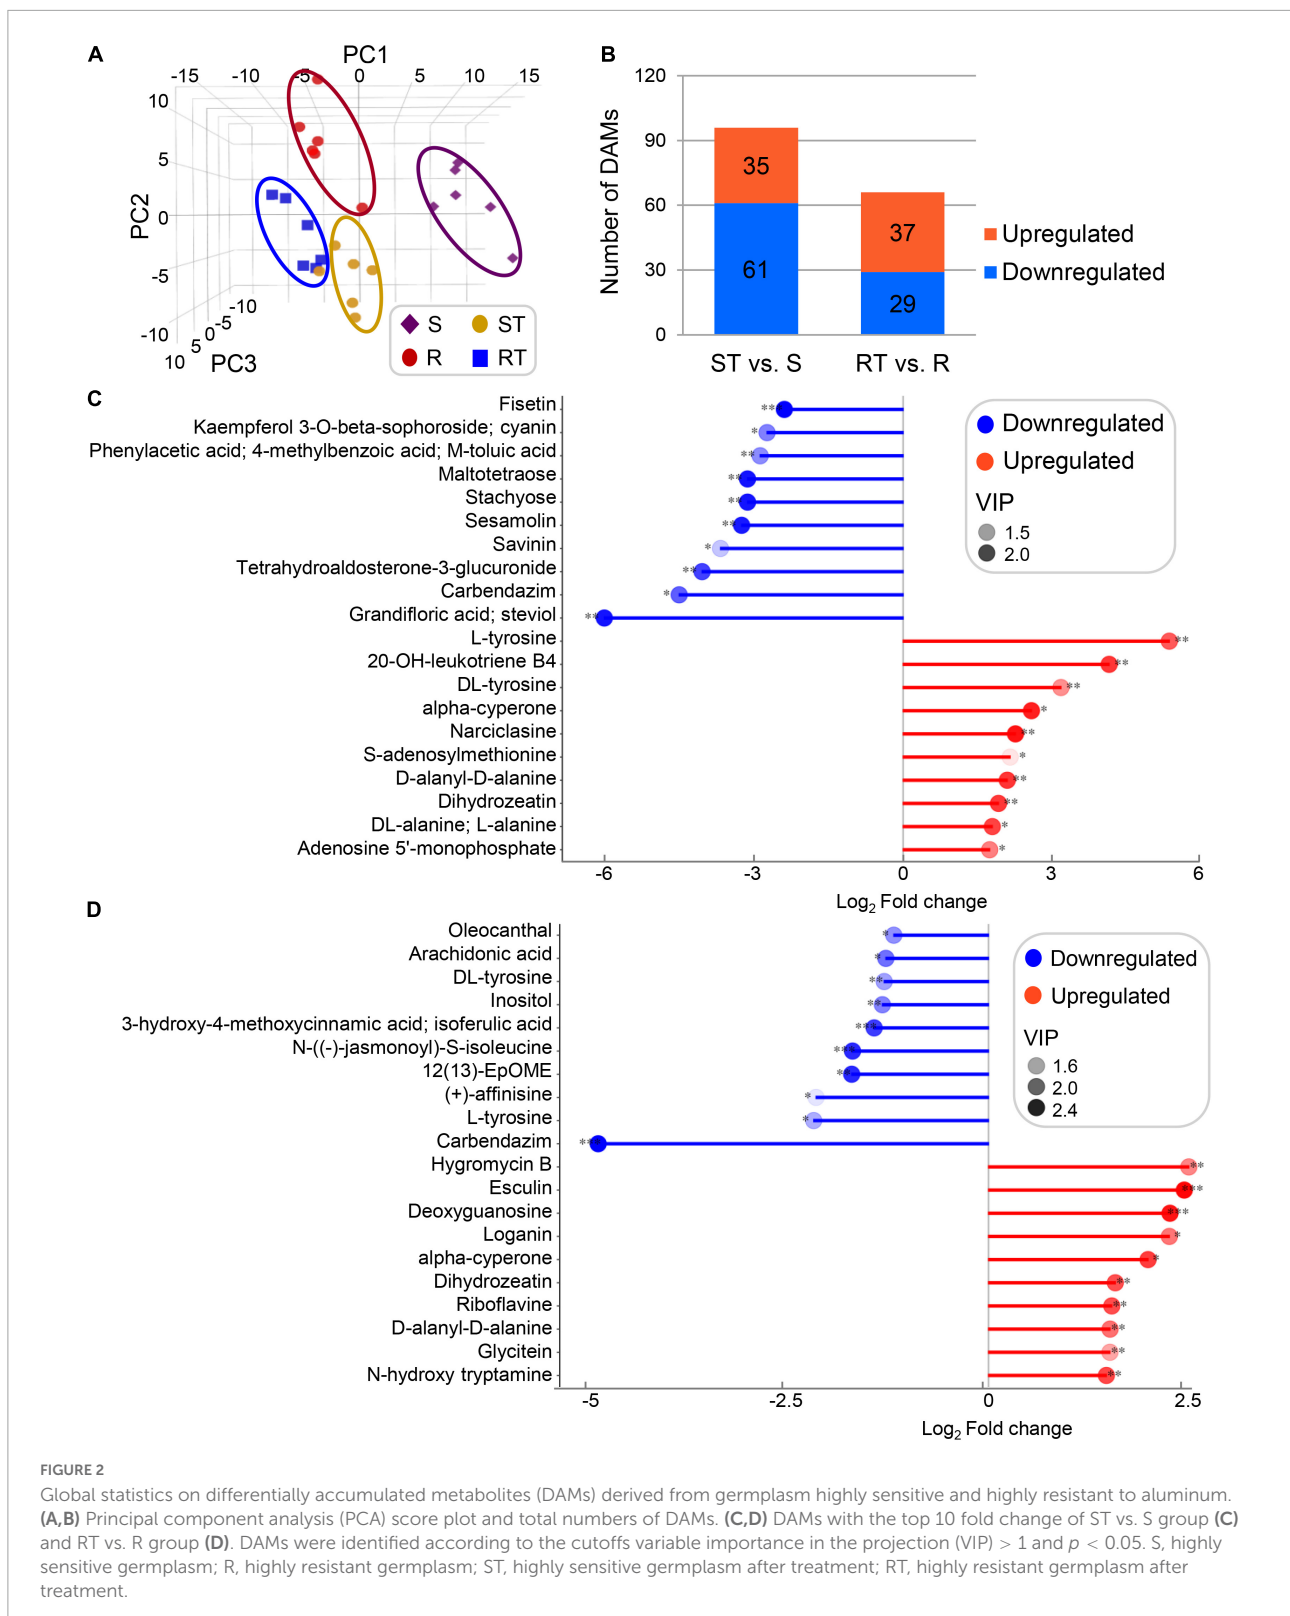 A
PC1
-15 -10 -5 0 5 10 15
10
5
0
-5
-10
PC2
-10
-5
0
5
10
PC3
S ST
R RT
B
Number of DAMs
120
90
60
30
0
35
61
37
29
ST vs. S RT vs. R
Upregulated
Downregulated
C
Fisetin ***
Kaempferol 3-O-beta-sophoroside; cyanin *
Phenylacetic acid; 4-methylbenzoic acid; M-toluic acid **
Maltotetraose **
Stachyose **
Sesamolin **
Savinin *
Tetrahydroaldosterone-3-glucuronide **
Carbendazim *
Grandifloric acid; steviol **
L-tyrosine **
20-OH-leukotriene B4 **
DL-tyrosine **
alpha-cyperone *
Narciclasine **
S-adenosylmethionine *
D-alanyl-D-alanine **
Dihydrozeatin **
DL-alanine; L-alanine *
Adenosine 5'-monophosphate *
-6 -3 0 3 6
Log2 Fold change
Downregulated
Upregulated
VIP
1.5
2.0
D
Oleocanthal *
Arachidonic acid *
DL-tyrosine **
Inositol **
3-hydroxy-4-methoxycinnamic acid; isoferulic acid ***
N-((-)-jasmonoyl)-S-isoleucine ***
12(13)-EpOME **
(+)-affinisine *
L-tyrosine *
Carbendazim ***
Hygromycin B **
Esculin ***
Deoxyguanosine ***
Loganin *
alpha-cyperone *
Dihydrozeatin **
Riboflavine **
D-alanyl-D-alanine **
Glycitein **
N-hydroxy tryptamine **
-5 -2.5 0 2.5
Log2 Fold change
Downregulated
Upregulated
VIP
1.6
2.0
2.4
FIGURE 2
Global statistics on differentially accumulated metabolites (DAMs) derived from germplasm highly sensitive and highly resistant to aluminum.
(A,B) Principal component analysis (PCA) score plot and total numbers of DAMs. (C,D) DAMs with the top 10 fold change of ST vs. S group (C)
and RT vs. R group (D). DAMs were identified according to the cutoffs variable importance in the projection (VIP) > 1 and p < 0.05. S, highly
sensitive germplasm; R, highly resistant germplasm; ST, highly sensitive germplasm after treatment; RT, highly resistant germplasm after
treatment.